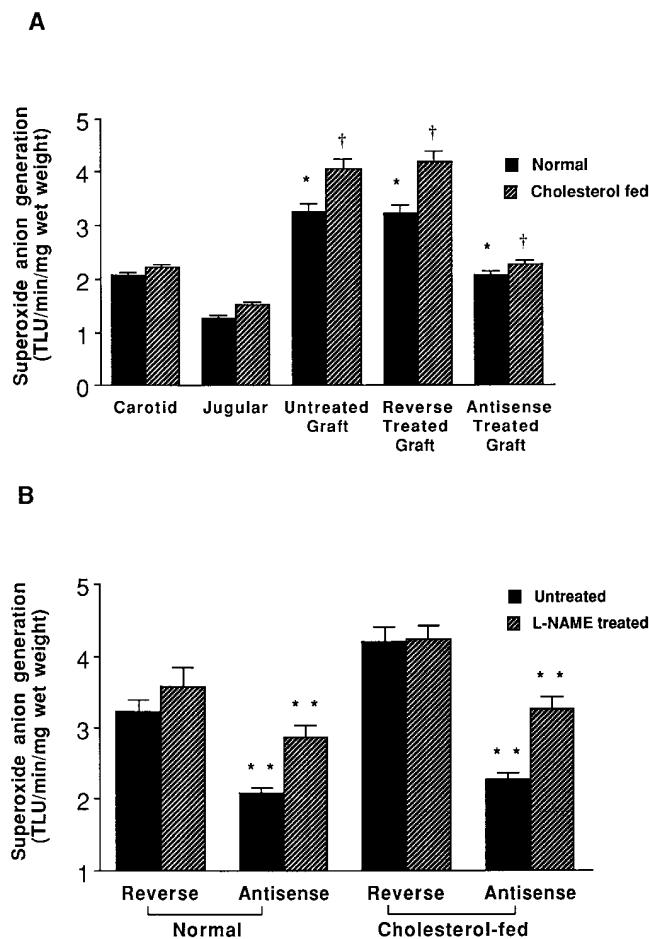 A
Superoxide anion generation
(TLU/min/mg wet weight)
5
4
3
2
1
0
* † * † * †
Normal
Cholesterol fed
Carotid Jugular Untreated Graft Reverse Treated Graft Antisense Treated Graft
B
Superoxide anion generation
(TLU/min/mg wet weight)
5
4
3
2
1
* * * * * * * *
Untreated
L-NAME treated
Reverse Antisense Reverse Antisense
Normal Cholesterol-fed